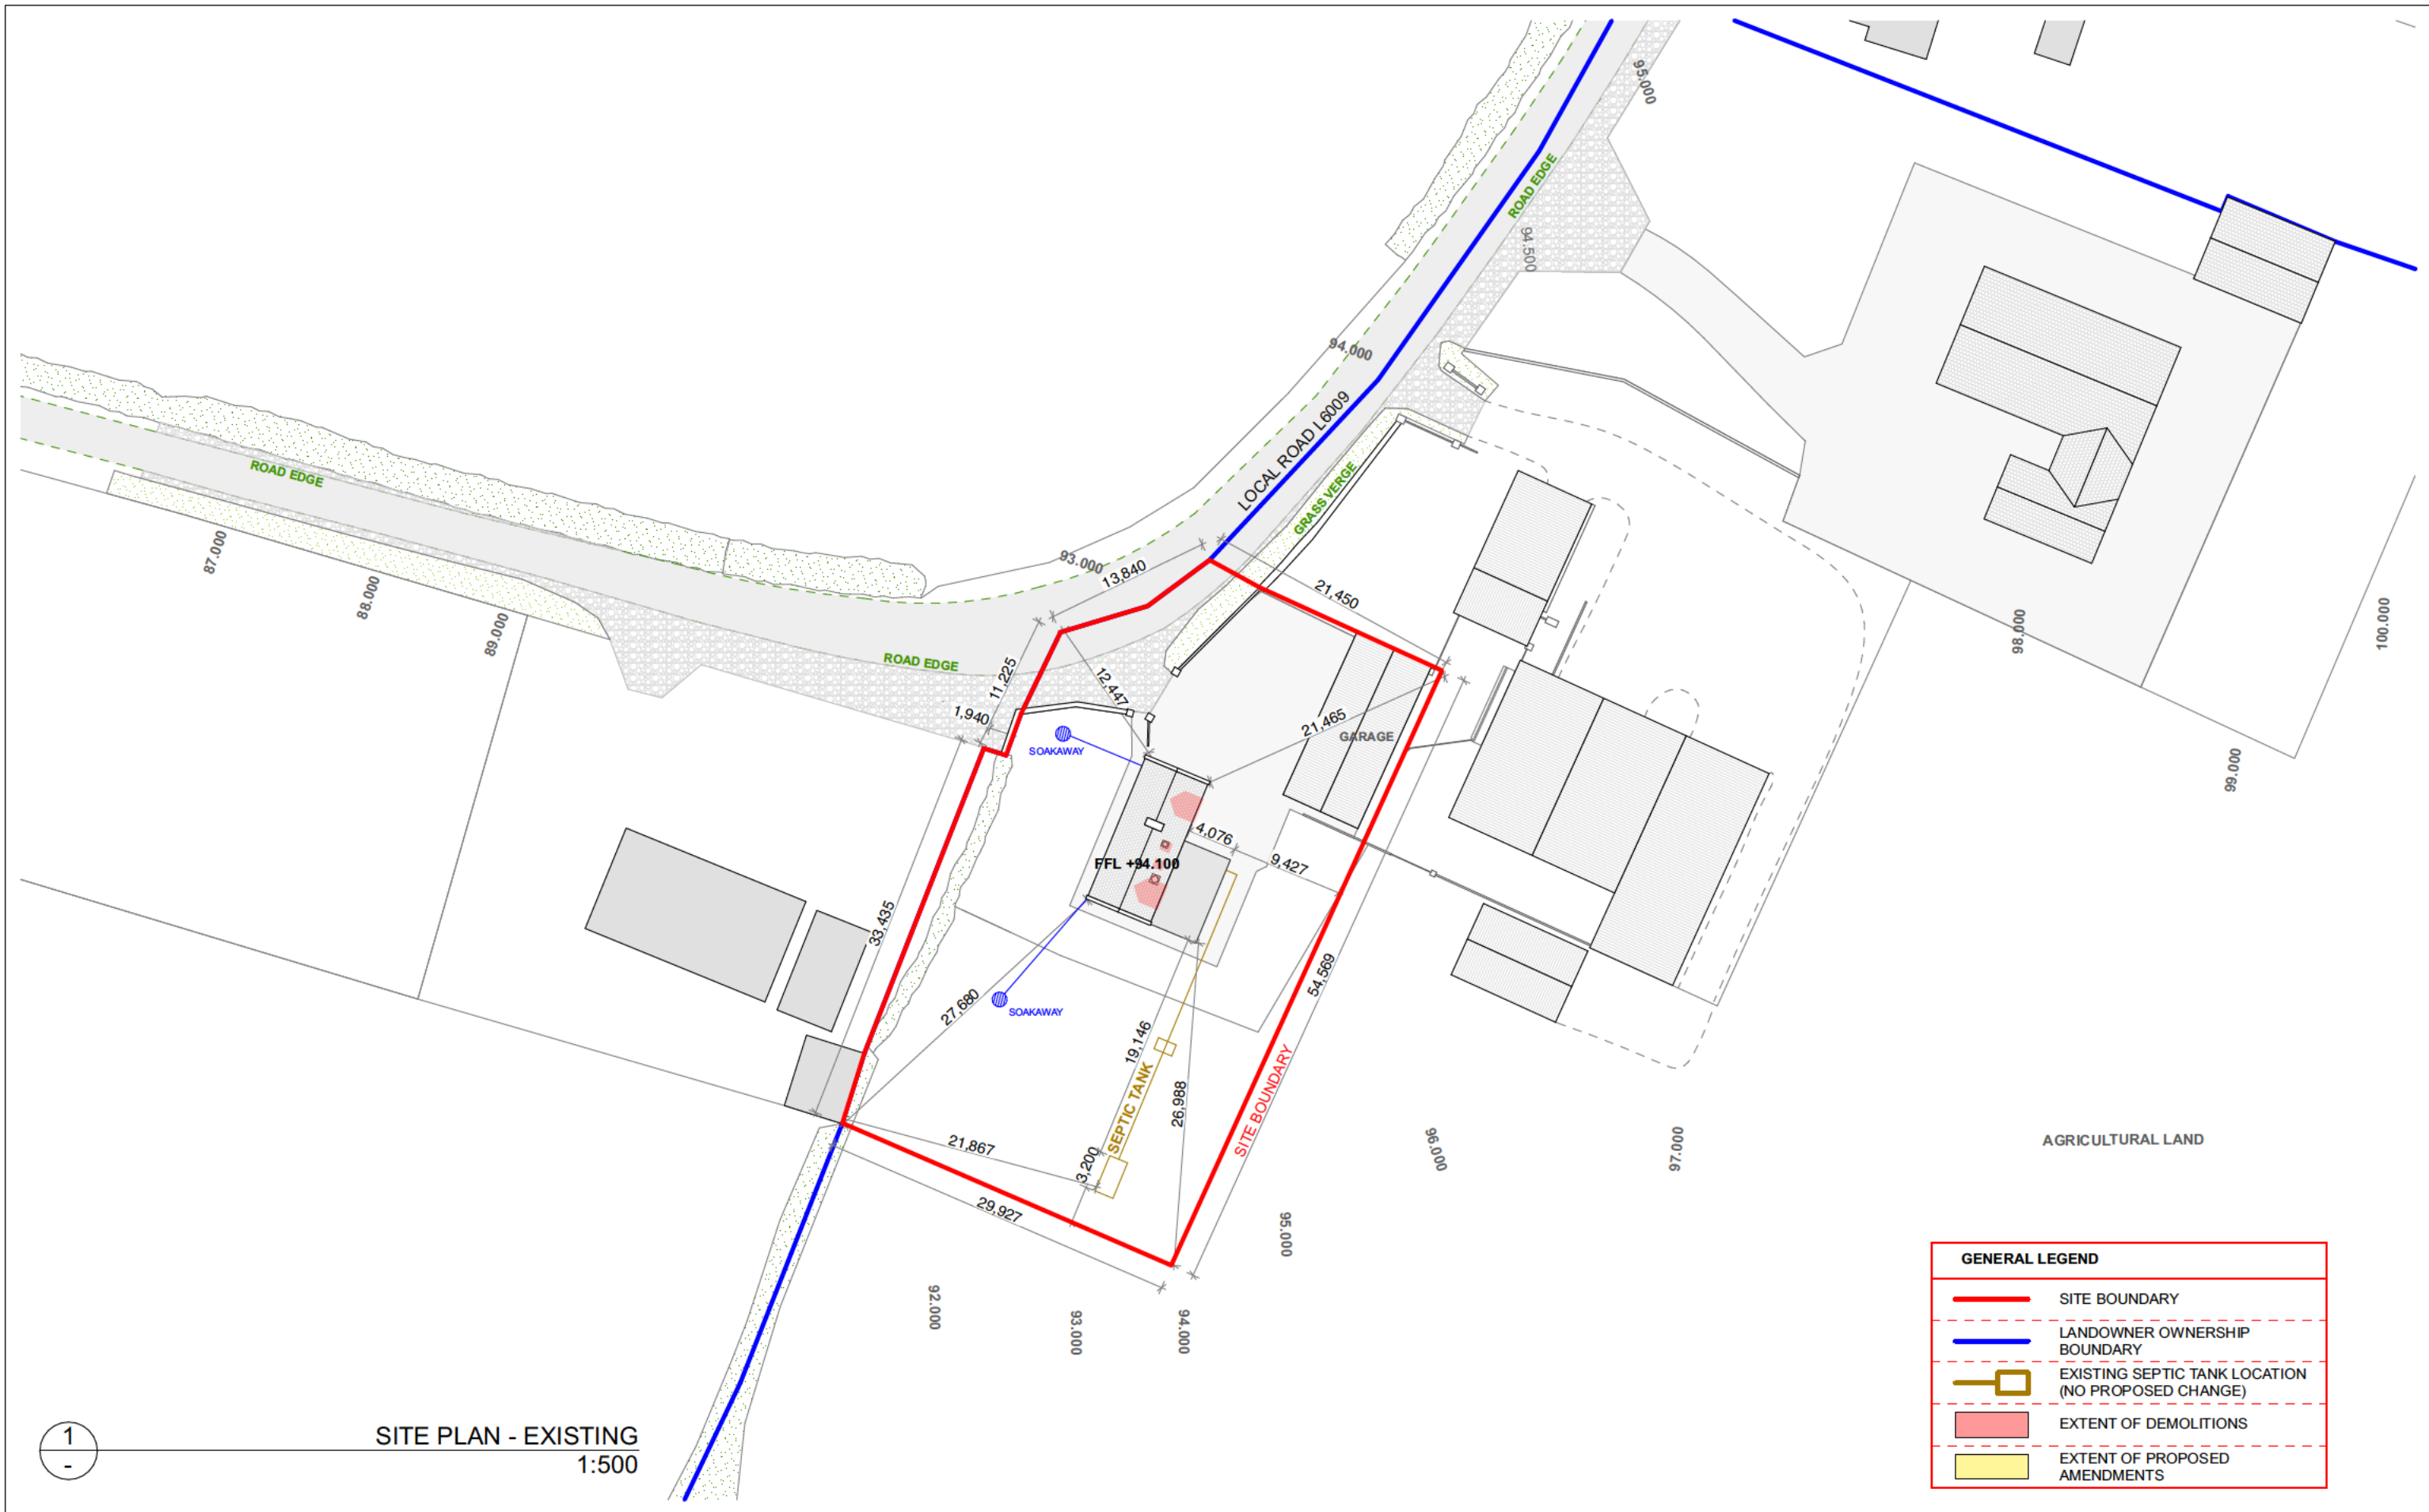 95.000
ROAD EDGE
94.500
94.000
LOCAL ROAD L6009
GRASS VERGE
ROAD EDGE
87.000
88.000
89.000
93.000
13,840
21,450
ROAD EDGE
11,225
12,447
1,940
SOAKAWAY
21,465
GARAGE
98.000
100.000
99.000
4,076
9,427
FFL +94.100
33,435
27,680
SOAKAWAY
54,569
19,146
SEPTIC TANK
26,988
SITE BOUNDARY
21,867
3,200
29,927
96.000
97.000
AGRICULTURAL LAND
95.000
92.000
93.000
94.000
GENERAL LEGEND
SITE BOUNDARY
LANDOWNER OWNERSHIP
BOUNDARY
EXISTING SEPTIC TANK LOCATION
(NO PROPOSED CHANGE)
EXTENT OF DEMOLITIONS
EXTENT OF PROPOSED
AMENDMENTS
1
-
SITE PLAN - EXISTING
1:500